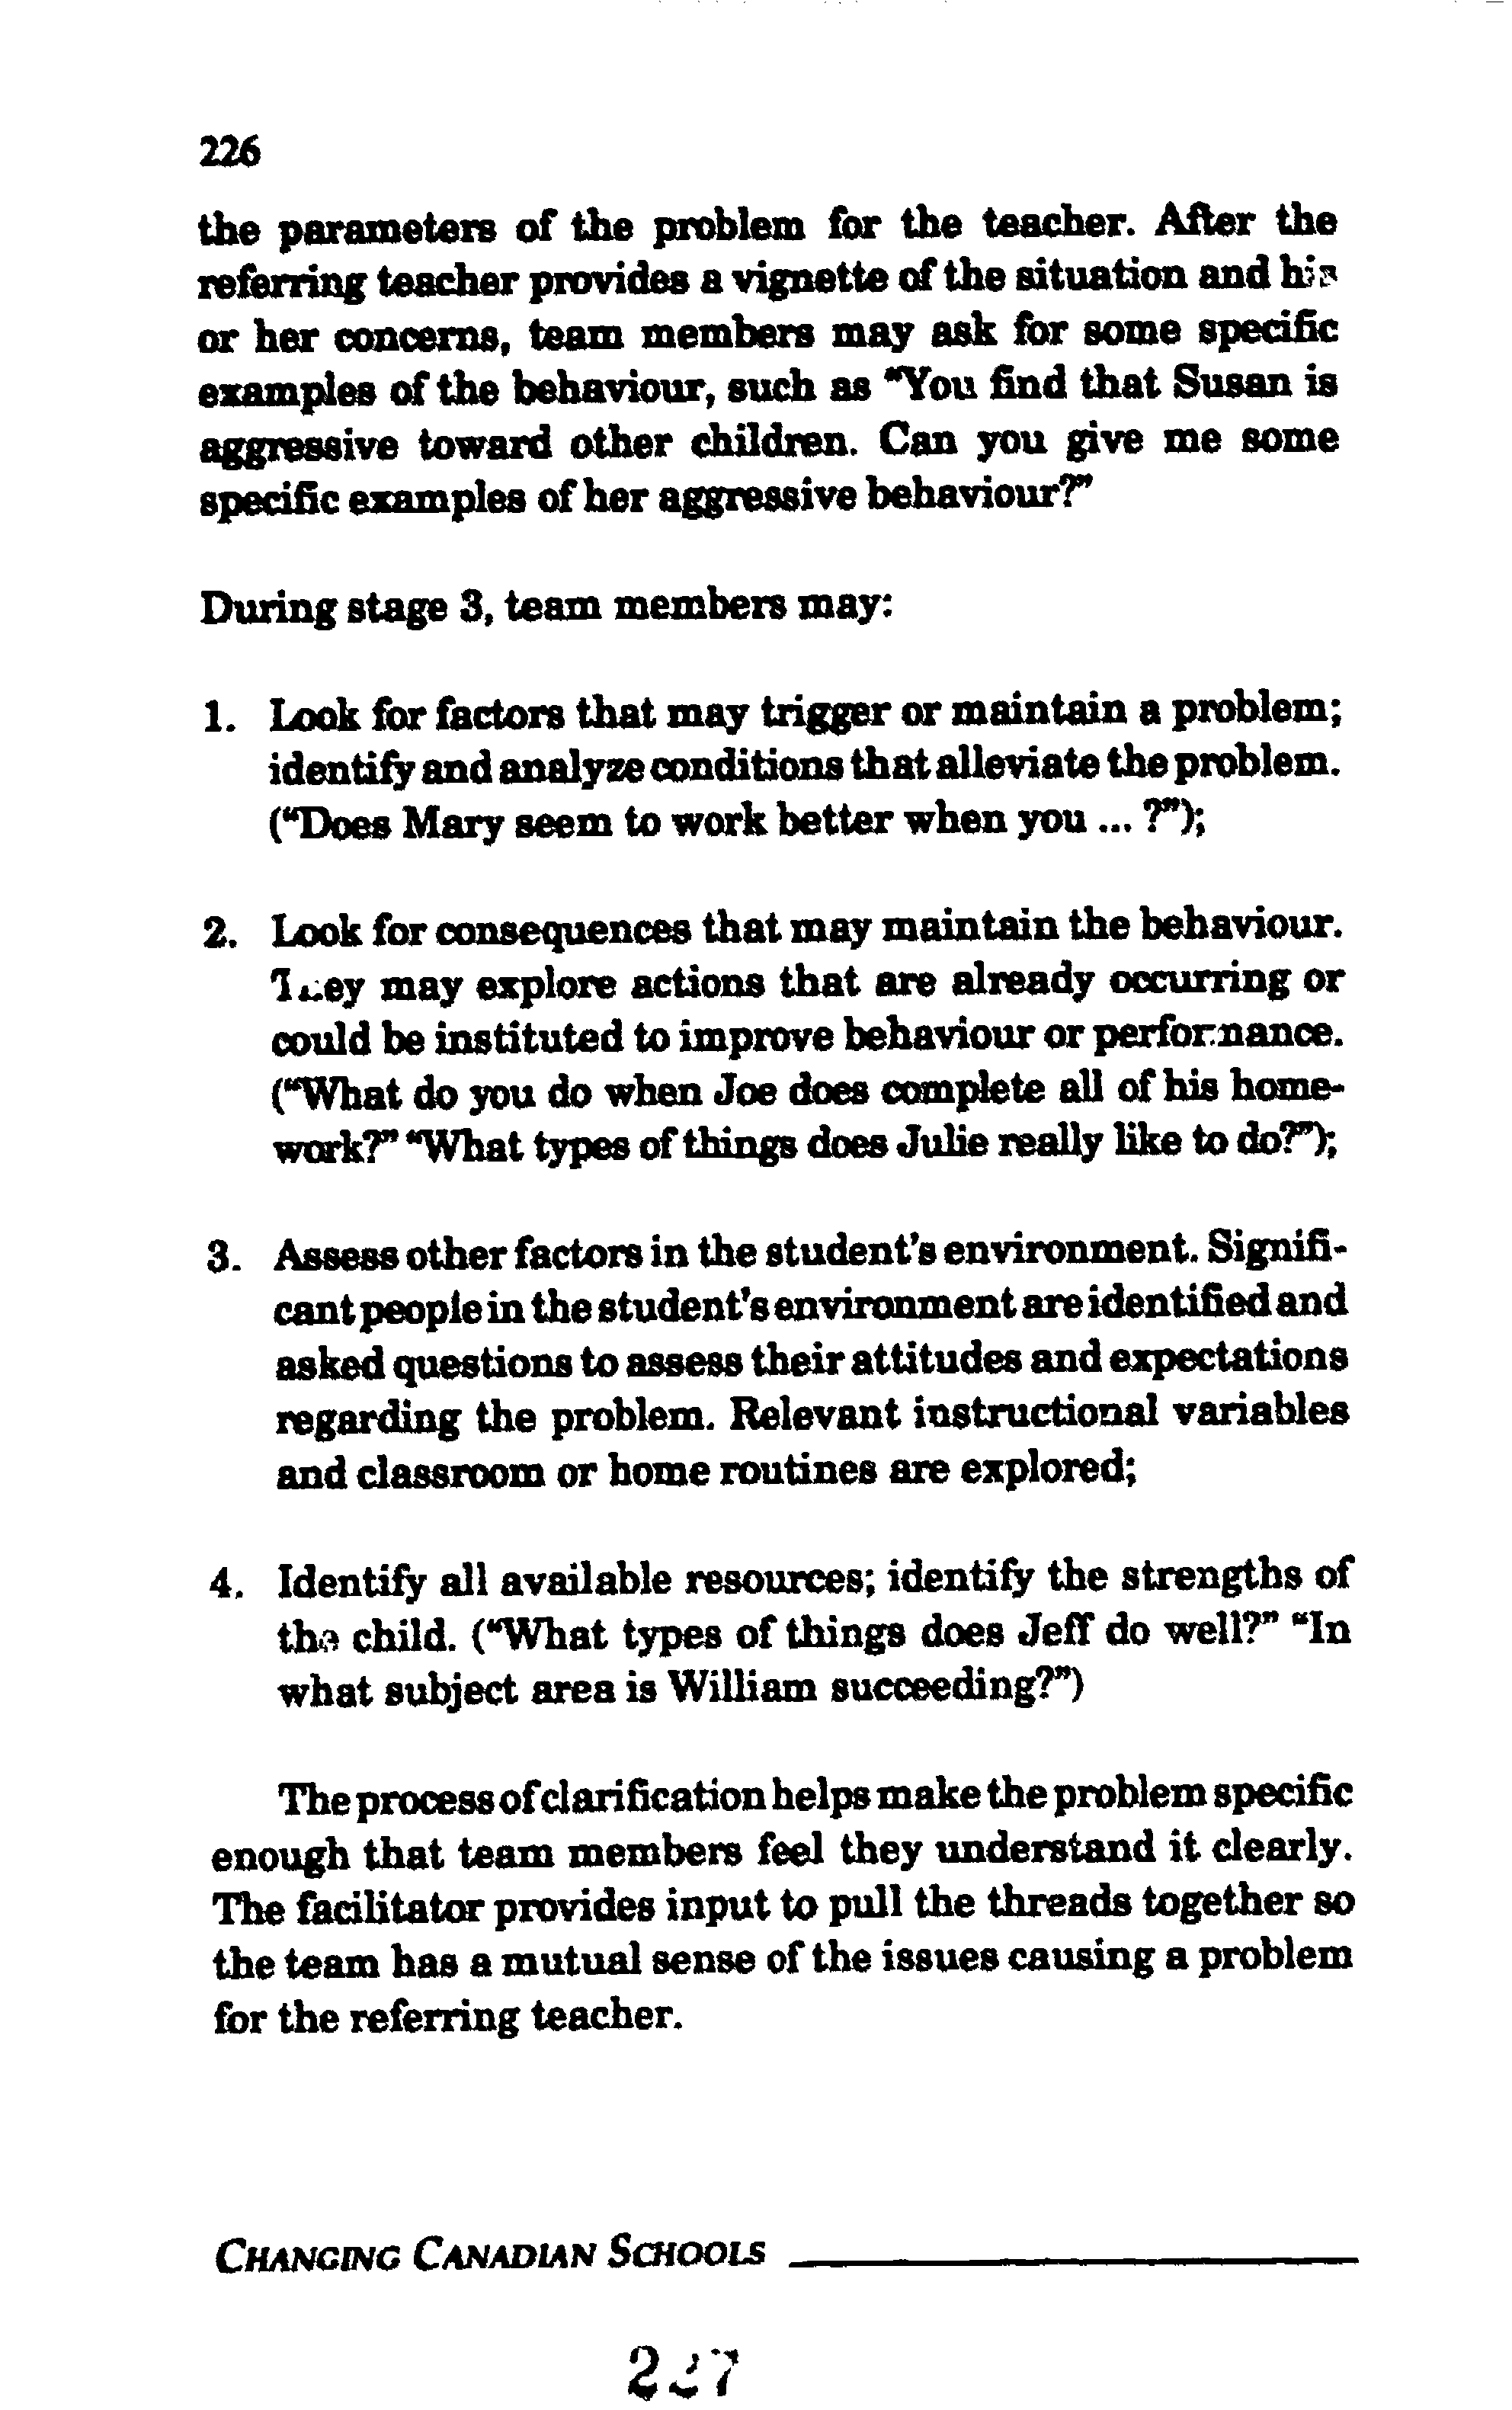 226
the parameters of the problem for the teacher. After the
referring teacher provides a vignette of the situation and his
or her concerns, team members may ask for some specific
examples of the behaviour, such as “You find that Susan is
aggressive toward other children. Can you give me some
specific examples of her aggressive behaviour?”
During stage 3, team members may:
1. Look for factors that may trigger or maintain a problem;
identify and analyze conditions that alleviate the problem.
(“Does Mary seem to work better when you ... ?”);
2. Look for consequences that may maintain the behaviour.
They may explore actions that are already occurring or
could be instituted to improve behaviour or performance.
(“What do you do when Joe does complete all of his home-
work?” “What types of things does Julie really like to do?”);
3. Assess other factors in the student’s environment. Signifi-
cant people in the student’s environment are identified and
asked questions to assess their attitudes and expectations
regarding the problem. Relevant instructional variables
and classroom or home routines are explored;
4. Identify all available resources; identify the strengths of
the child. (“What types of things does Jeff do well?” “In
what subject area is William succeeding?”)
The process of clarification helps make the problem specific
enough that team members feel they understand it clearly.
The facilitator provides input to pull the threads together so
the team has a mutual sense of the issues causing a problem
for the referring teacher.
CHANGING CANADIAN SCHOOLS
227